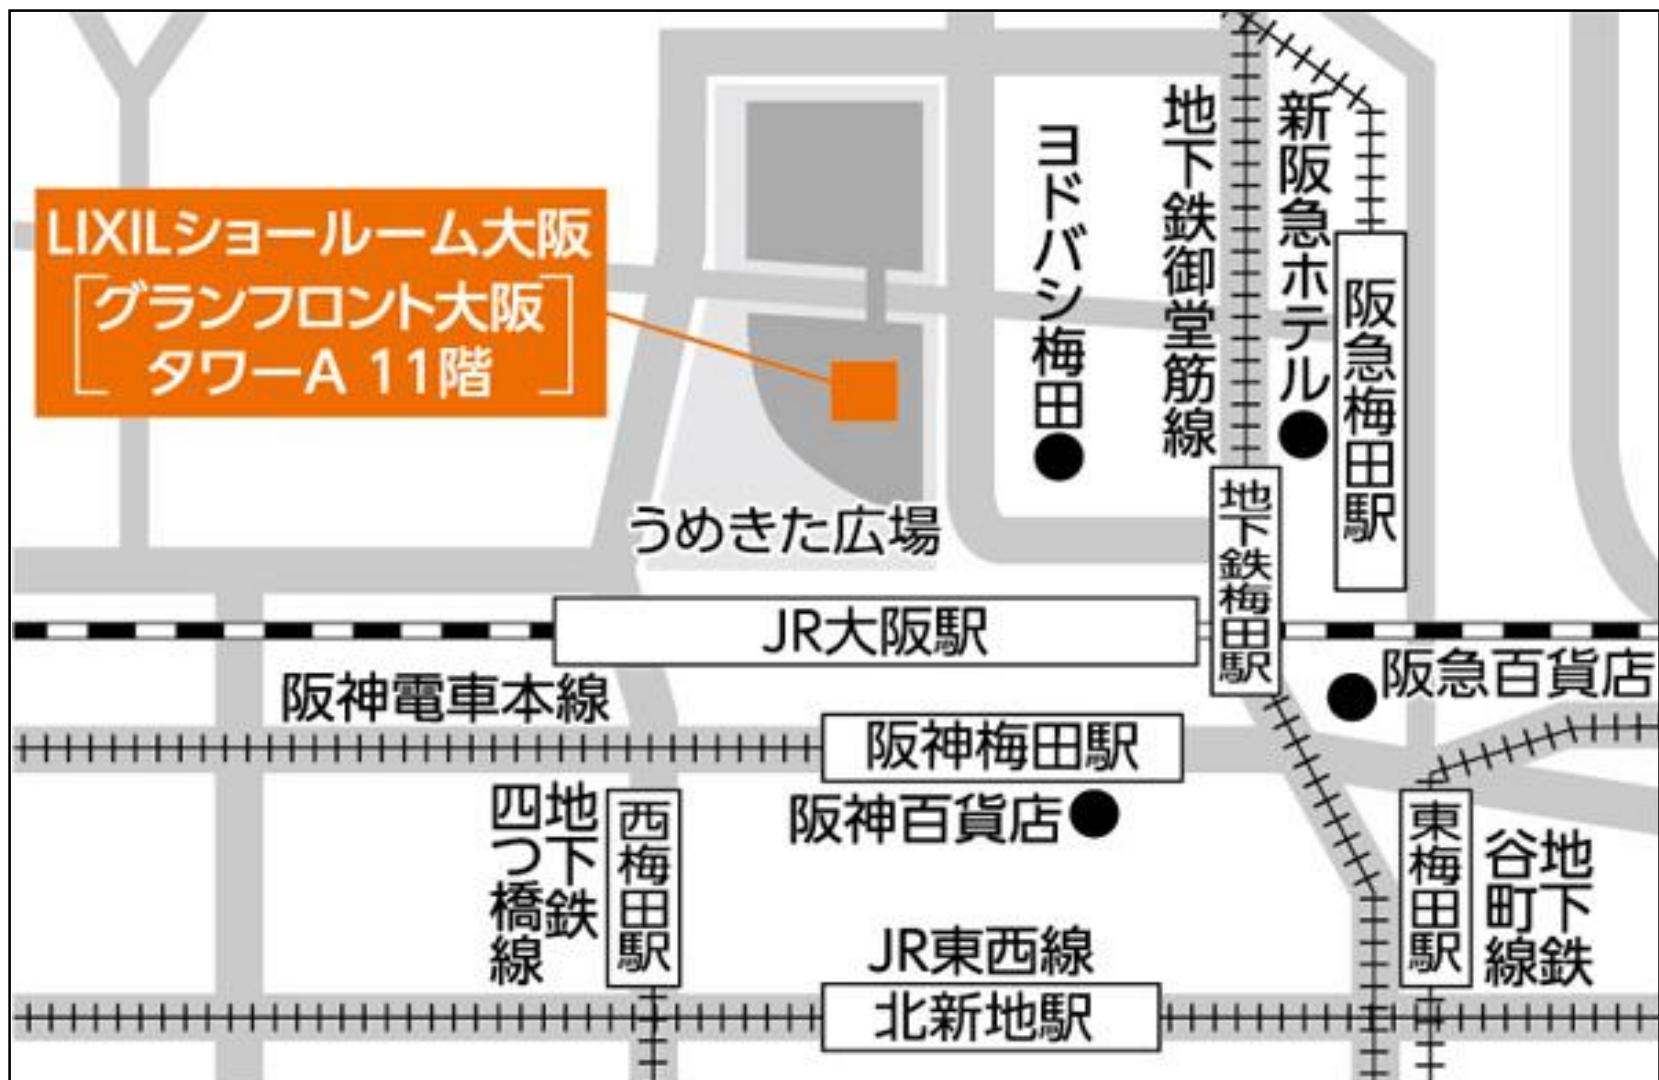 LIXILショールーム大阪
グランフロント大阪
タワーA 11階
ヨドバシ梅田
地下鉄御堂筋線
新阪急ホテル
阪急梅田駅
地下鉄梅田駅
うめきた広場
JR大阪駅
阪神電車本線
阪急百貨店
阪神梅田駅
阪神百貨店
地下鉄
四つ橋線
西梅田駅
東梅田駅
地下鉄
谷町線
JR東西線
北新地駅